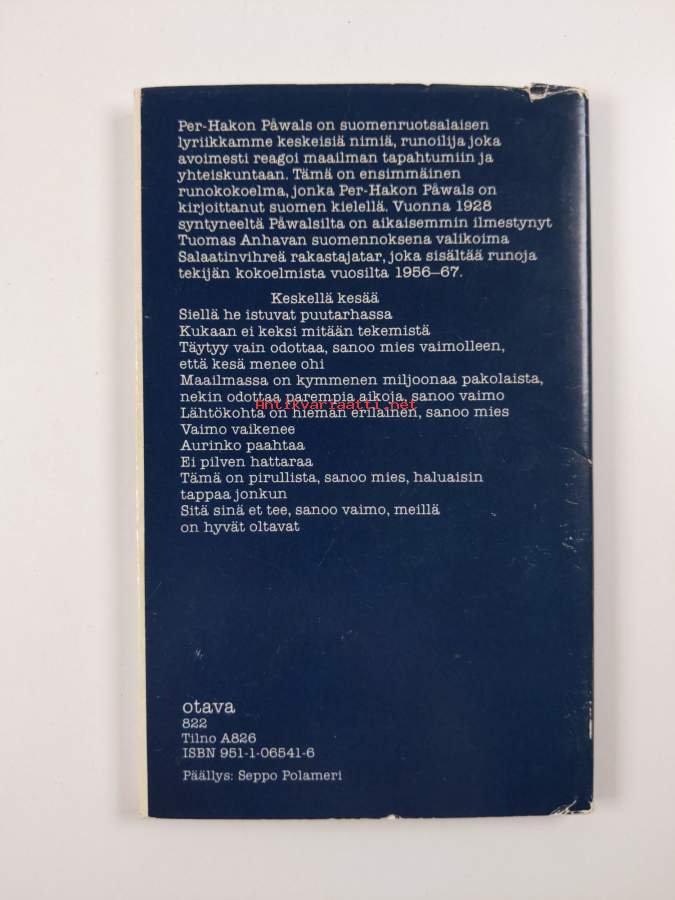 Per-Hakon Påwals on suomenruotsalaisen
lyriikkamme keskeisiä nimiä, runoilija joka
avoimesti reagoi maailman tapahtumiin ja
yhteiskuntaan. Tämä on ensimmäinen
runokokoelma, jonka Per-Hakon Påwals on
kirjoittanut suomen kielellä. Vuonna 1928
syntyneeltä Påwalsilta on aikaisemmin ilmestynyt
Tuomas Anhavan suomennoksena valikoima
Salaatinvihreä rakastajatar, joka sisältää runoja
tekijän kokoelmista vuosilta 1956–67.
Keskellä kesää
Siellä he istuvat puutarhassa
Kukaan ei keksi mitään tekemistä
Täytyy vain odottaa, sanoo mies vaimolleen,
että kesä menee ohi
Maailmassa on kymmenen miljoonaa pakolaista,
nekin odottaa parempia aikoja, sanoo vaimo
Antikvariaatti.net
Lähtökohta on hieman erilainen, sanoo mies
Vaimo vaikenee
Aurinko paahtaa
Ei pilven hattaraa
Tämä on pirullista, sanoo mies, haluaisin
tappaa jonkun
Sitä sinä et tee, sanoo vaimo, meillä
on hyvät oltavat
otava
822
Tilno A826
ISBN 951-1-06541-6
Päällys: Seppo Polameri